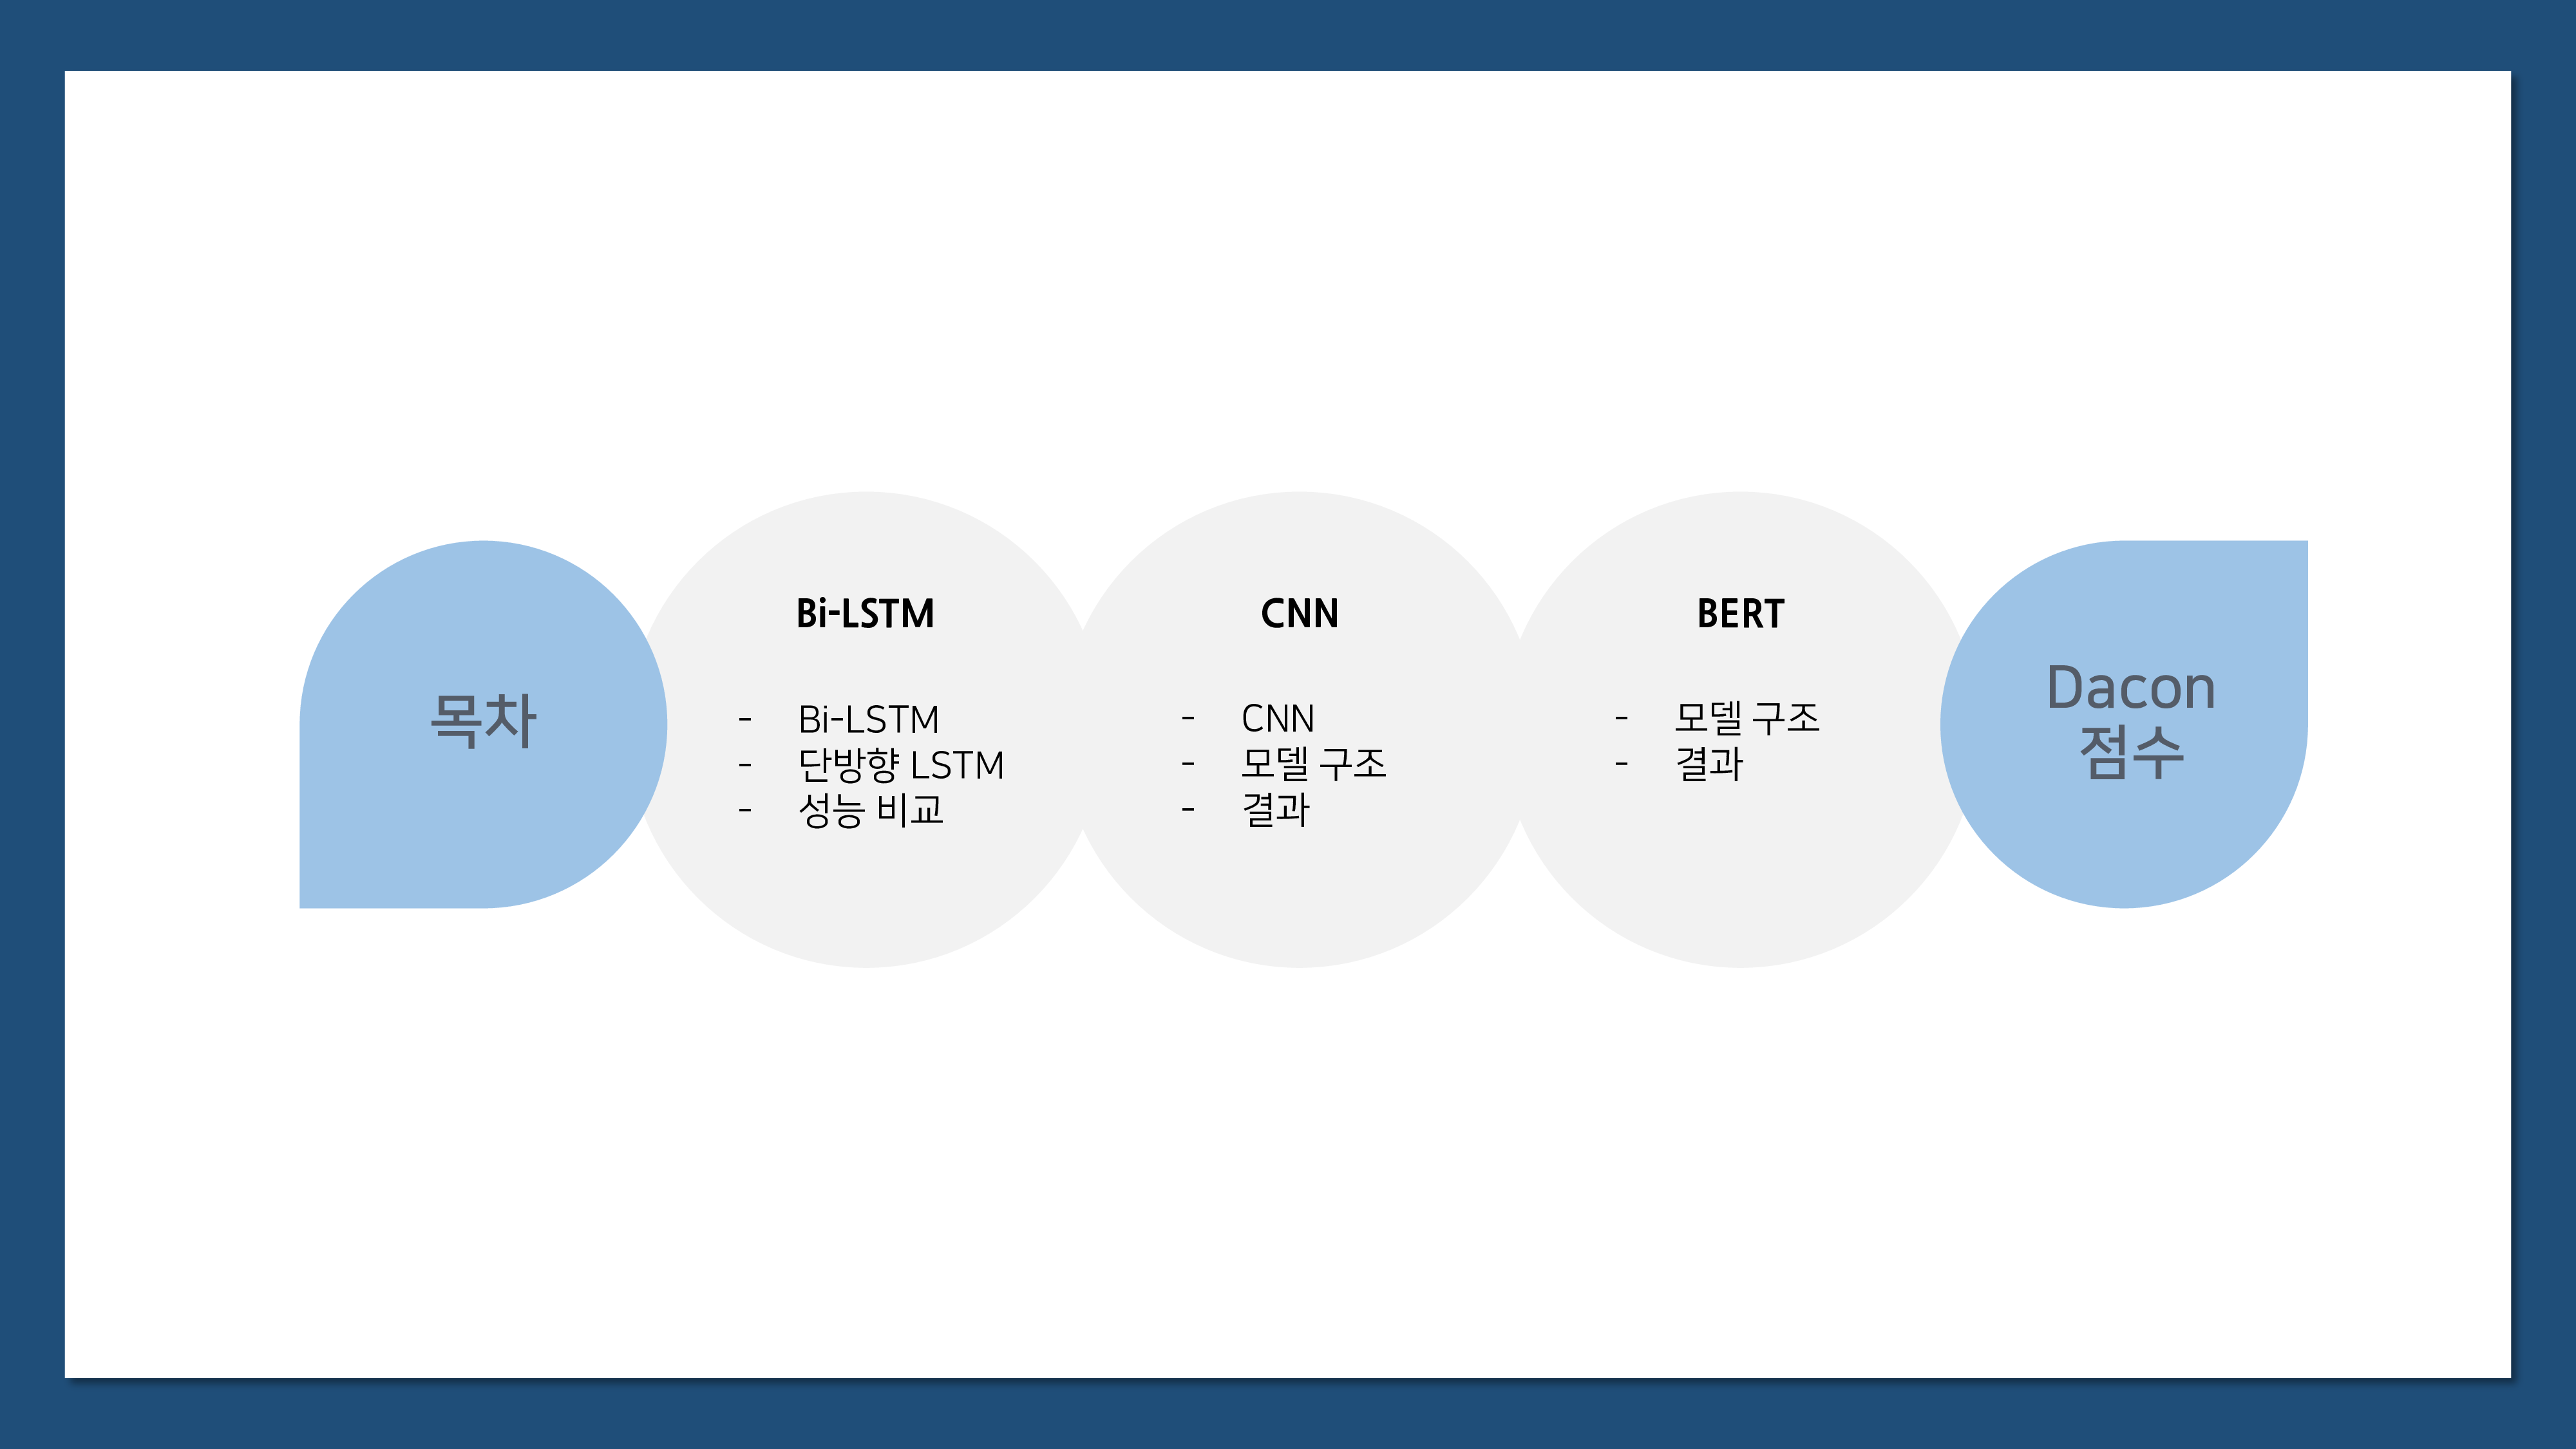 목차
Bi-LSTM
- Bi-LSTM
- 단방향 LSTM
- 성능 비교
CNN
- CNN
- 모델 구조
- 결과
BERT
- 모델 구조
- 결과
Dacon
점수